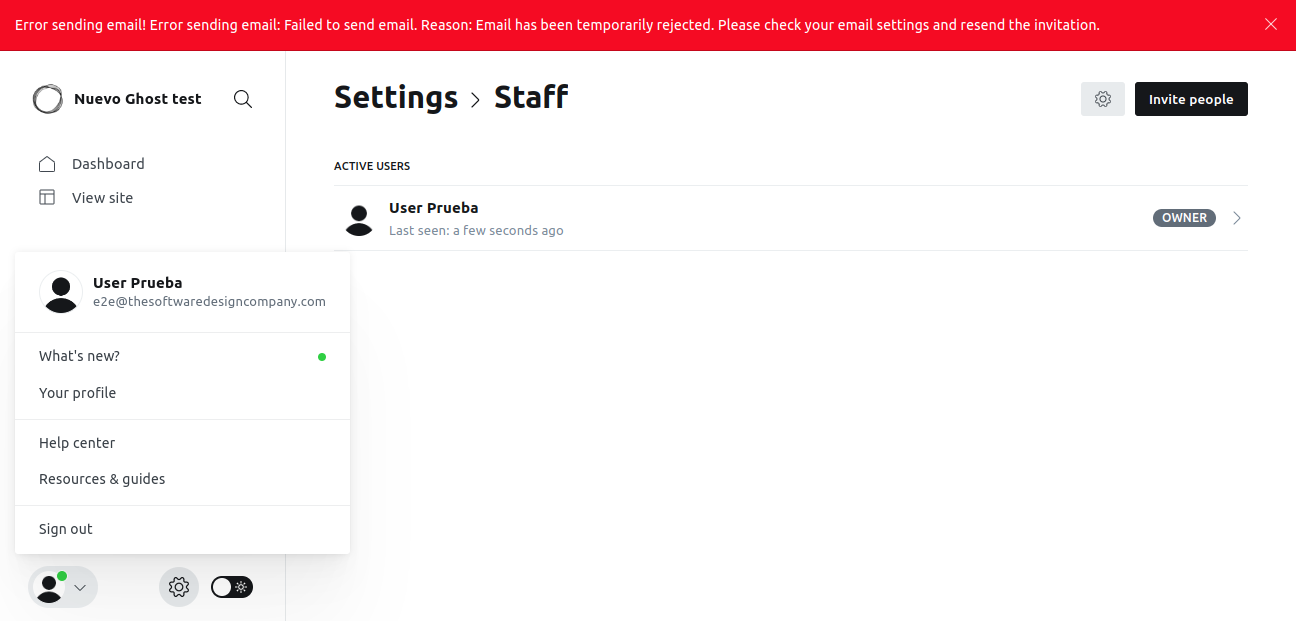 Error sending email! Error sending email: Failed to send email. Reason: Email has been temporarily rejected. Please check your email settings and resend the invitation.
Nuevo Ghost test
Settings > Staff
Invite people
Dashboard
View site
ACTIVE USERS
User Prueba
Last seen: a few seconds ago
OWNER
User Prueba
e2e@thesoftwaredesigncompany.com
What's new?
Your profile
Help center
Resources & guides
Sign out